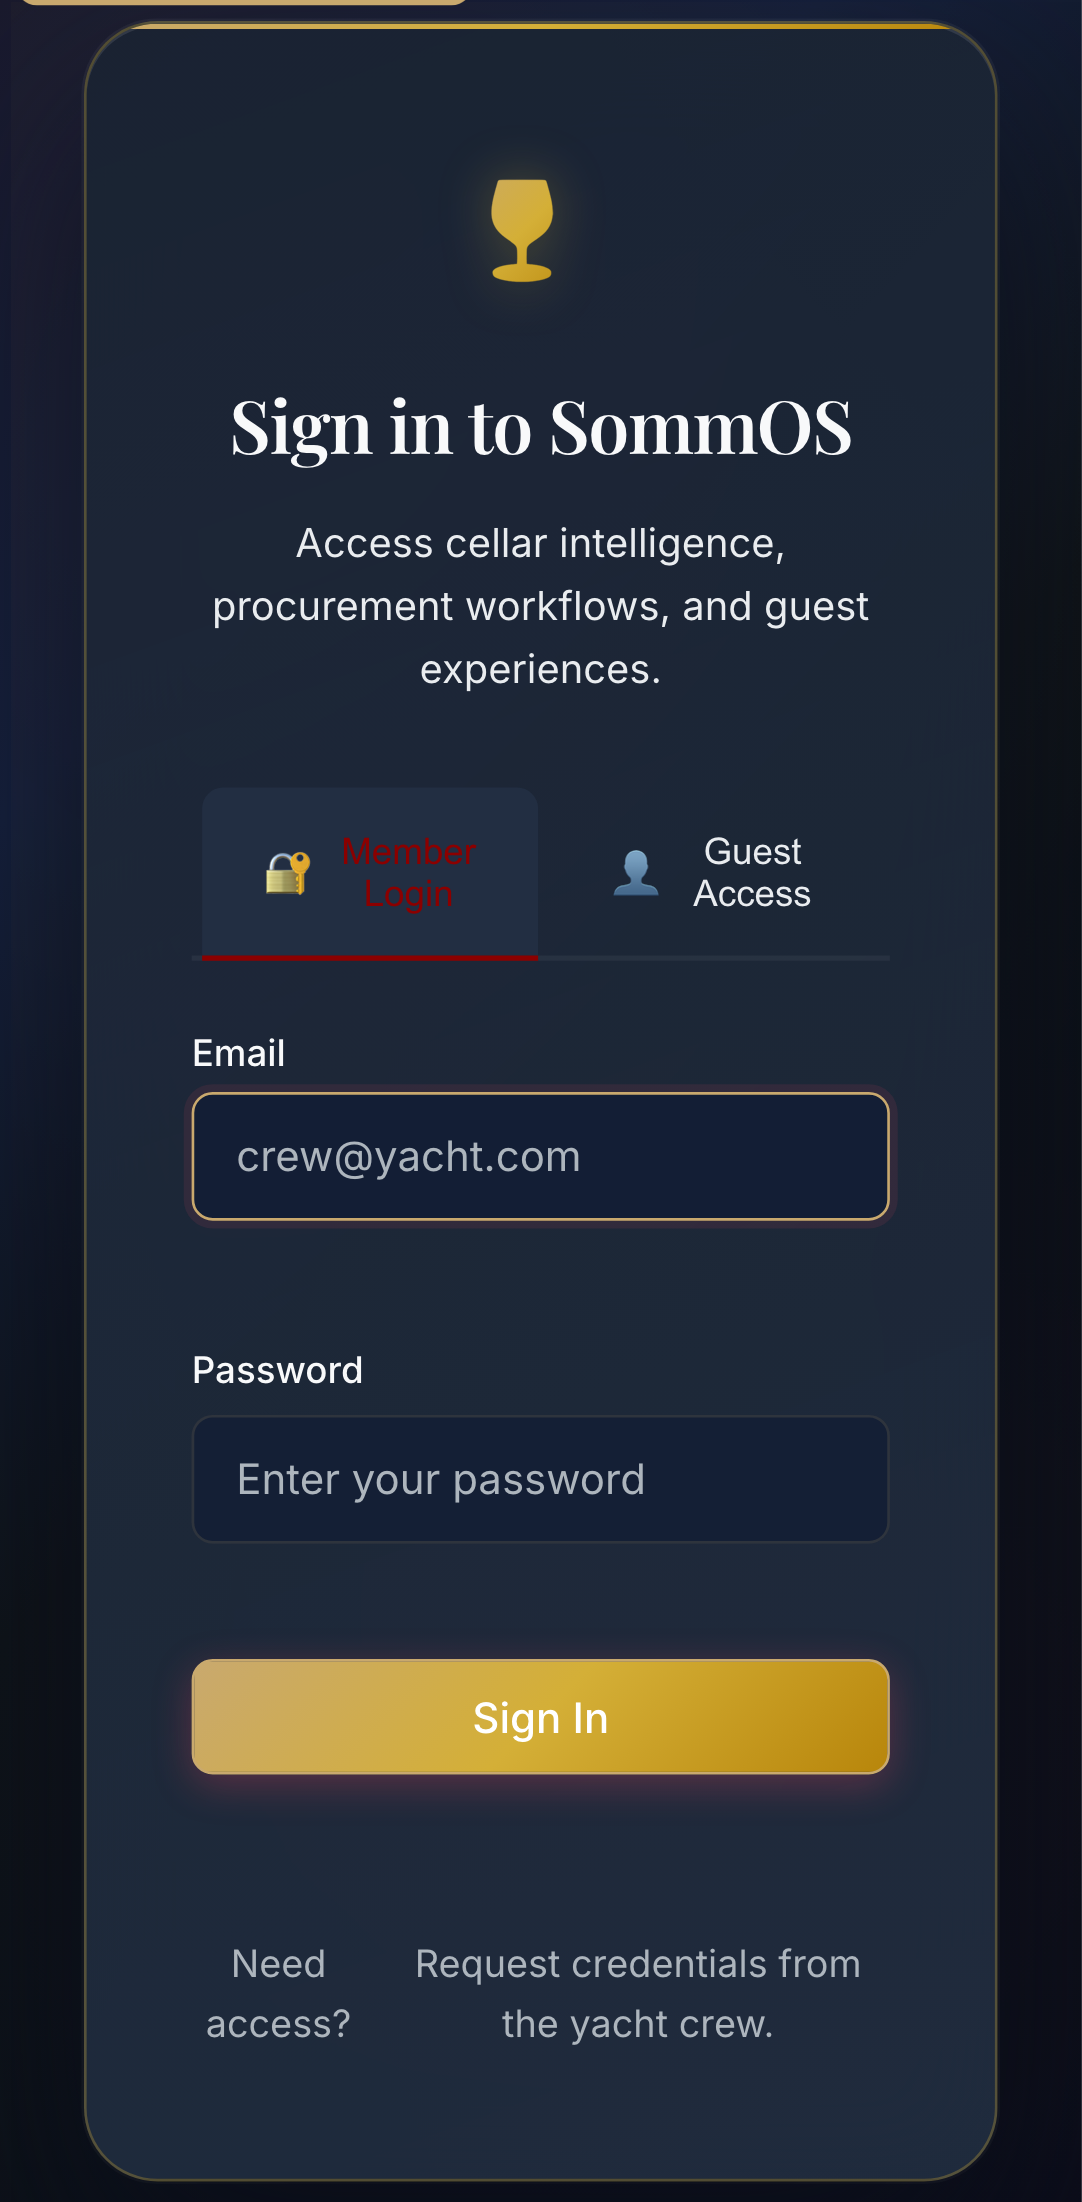 Sign in to SommOS
Access cellar intelligence,
procurement workflows, and guest
experiences.
Member
Login
Guest
Access
Email
crew@yacht.com
Password
Enter your password
Sign In
Need
access?
Request credentials from
the yacht crew.